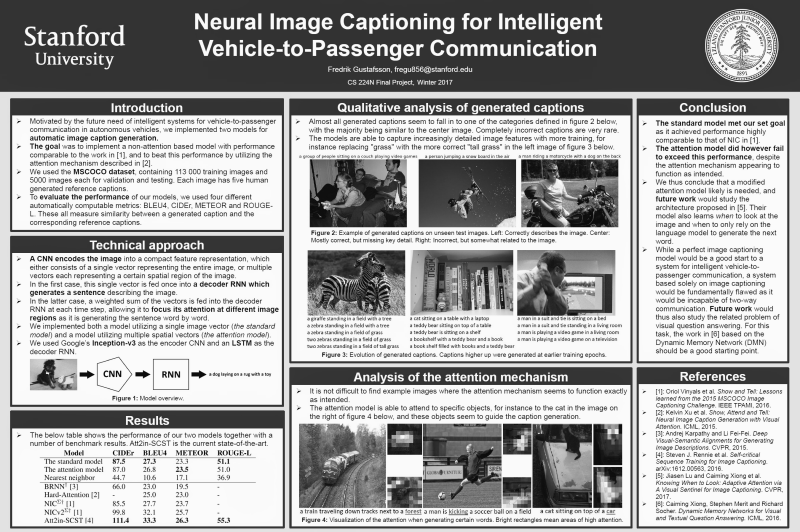 Stanford
University
Neural Image Captioning for Intelligent
Vehicle-to-Passenger Communication
Fredrik Gustafsson, fregu856@stanford.edu
CS 224N Final Project, Winter 2017
Introduction
➢ Motivated by the future need of intelligent systems for vehicle-to-passenger
communication in autonomous vehicles, we implemented two models for
automatic image caption generation.
➢ The goal was to implement a non-attention based model with performance
comparable to the work in [1], and to beat this performance by utilizing the
attention mechanism described in [2].
➢ We used the MSCOCO dataset, containing 113 000 training images and
5000 images each for validation and testing. Each image has five human
generated reference captions.
➢ To evaluate the performance of our models, we used four different
automatically computable metrics: BLEU4, CIDEr, METEOR and ROUGE-
L. These all measure similarity between a generated caption and the
corresponding reference captions.
Technical approach
➢ A CNN encodes the image into a compact feature representation, which
either consists of a single vector representing the entire image, or multiple
vectors each representing a certain spatial region of the image.
➢ In the first case, this single vector is fed once into a decoder RNN which
generates a sentence describing the image.
➢ In the latter case, a weighted sum of the vectors is fed into the decoder
RNN at each time step, allowing it to focus its attention at different image
regions as it is generating the sentence word by word.
➢ We implemented both a model utilizing a single image vector (the standard
model) and a model utilizing multiple spatial vectors (the attention model).
➢ We used Google's Inception-v3 as the encoder CNN and an LSTM as the
decoder RNN.
CNN
RNN
a dog laying on a rug with a toy
Figure 1: Model overview.
Results
➢ The below table shows the performance of our two models together with a
number of benchmark results. Att2in-SCST is the current state-of-the-art.
Model CIDEr BLEU4 METEOR ROUGE-L
The standard model 87.5 27.3 23.3 51.1
The attention model 87.0 26.8 23.5 51.0
Nearest neighbor 44.7 10.6 17.1 36.9
BRNN [3] 66.0 23.0 19.5 -
Hard-Attention [2] - 25.0 23.0 -
NIC [1] 85.5 27.7 23.7 -
NICv2 [1] 99.8 32.1 25.7 -
Att2in-SCST [4] 111.4 33.3 26.3 55.3
Qualitative analysis of generated captions
➢ Almost all generated captions seem to fall in to one of the categories defined in figure 2 below,
with the majority being similar to the center image. Completely incorrect captions are very rare.
➢ The models are able to capture increasingly detailed image features with more training, for
instance replacing "grass" with the more correct "tall grass" in the left image of figure 3 below.
a group of people sitting on a couch playing video games
a person jumping a snow board in the air
a man riding a motorcycle with a dog on the back
Figure 2: Example of generated captions on unseen test images. Left: Correctly describes the image. Center:
Mostly correct, but missing key detail. Right: Incorrect, but somewhat related to the image.
a giraffe standing in a field with a tree
a zebra standing in a field with a tree
a zebra standing in a field of grass
two zebras standing in a field of grass
two zebras standing in a field of tall grass
a cat sitting on a table with a laptop
a teddy bear sitting on top of a table
a teddy bear is sitting on a shelf
a bookshelf with a teddy bear and a book
a book shelf filled with books and a teddy bear
a man in a suit and tie is sitting on a bed
a man in a suit and tie standing in a living room
a man is playing a video game in a living room
a man is playing a video game on a television
Figure 3: Evolution of generated captions. Captions higher up were generated at earlier training epochs.
Analysis of the attention mechanism
➢ It is not difficult to find example images where the attention mechanism seems to function exactly
as intended.
➢ The attention model is able to attend to specific objects, for instance to the cat in the image on
the right of figure 4 below, and these objects seem to guide the caption generation.
a train traveling down tracks next to a forest
a man is kicking a soccer ball on a field
a cat sitting on top of a car
Figure 4: Visualization of the attention when generating certain words. Bright rectangles mean areas of high attention.
Conclusion
➢ The standard model met our set goal
as it achieved performance highly
comparable to that of NIC in [1].
➢ The attention model did however fail
to exceed this performance, despite
the attention mechanism appearing to
function as intended.
➢ We thus conclude that a modified
attention model likely is needed, and
future work would study the
architecture proposed in [5]. Their
model also learns when to look at the
image and when to only rely on the
language model to generate the next
word.
➢ While a perfect image captioning
model would be a good start to a
system for intelligent vehicle-to-
passenger communication, a system
based solely on image captioning
would be fundamentally flawed as it
would be incapable of two-way
communication. Future work would
thus also study the related problem of
visual question answering. For this
task, the work in [6] based on the
Dynamic Memory Network (DMN)
should be a good starting point.
References
➢ [1]: Oriol Vinyals et al. Show and Tell: Lessons
learned from the 2015 MSCOCO Image
Captioning Challenge. IEEE TPAMI, 2016.
➢ [2]: Kelvin Xu et al. Show, Attend and Tell:
Neural Image Caption Generation with Visual
Attention. ICML, 2015.
➢ [3]: Andrej Karpathy and Li Fei-Fei. Deep
Visual-Semantic Alignments for Generating
Image Descriptions. CVPR, 2015.
➢ [4]: Steven J. Rennie et al. Self-critical
Sequence Training for Image Captioning.
arXiv:1612.00563, 2016.
➢ [5]: Caiming Xiong, Jiasen Lu and Richard Socher.
Knowing When to Look: Adaptive Attention via
A Visual Sentinel for Image Captioning. CVPR,
2017.
➢ [6]: Caiming Xiong, Stephen Merity and Richard
Socher. Dynamic Memory Networks for Visual
and Textual Question Answering. ICML, 2016.